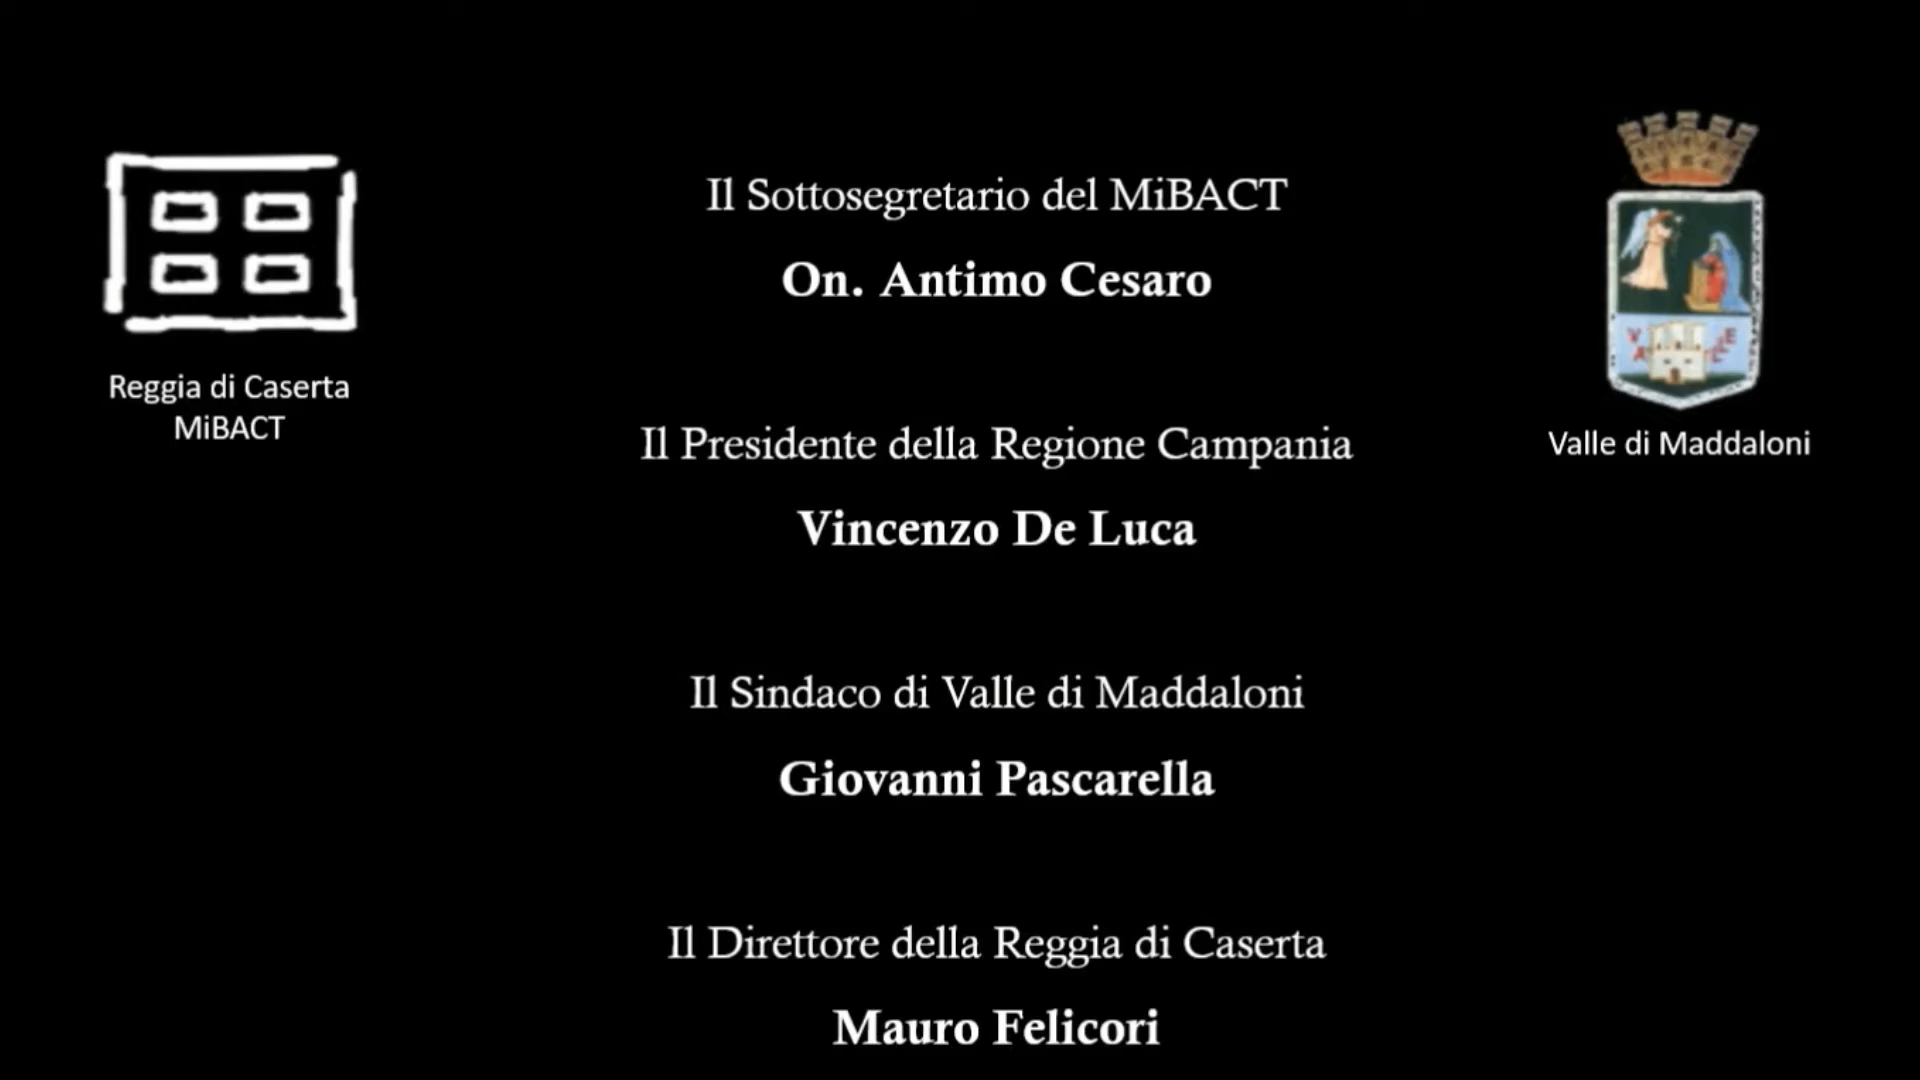 Il Sottosegretario del MiBACT
On. Antimo Cesaro
Reggia di Caserta
MiBACT
Il Presidente della Regione Campania
Valle di Maddaloni
VALLE
Vincenzo De Luca
Il Sindaco di Valle di Maddaloni
Giovanni Pascarella
Il Direttore della Reggia di Caserta
Mauro Felicori